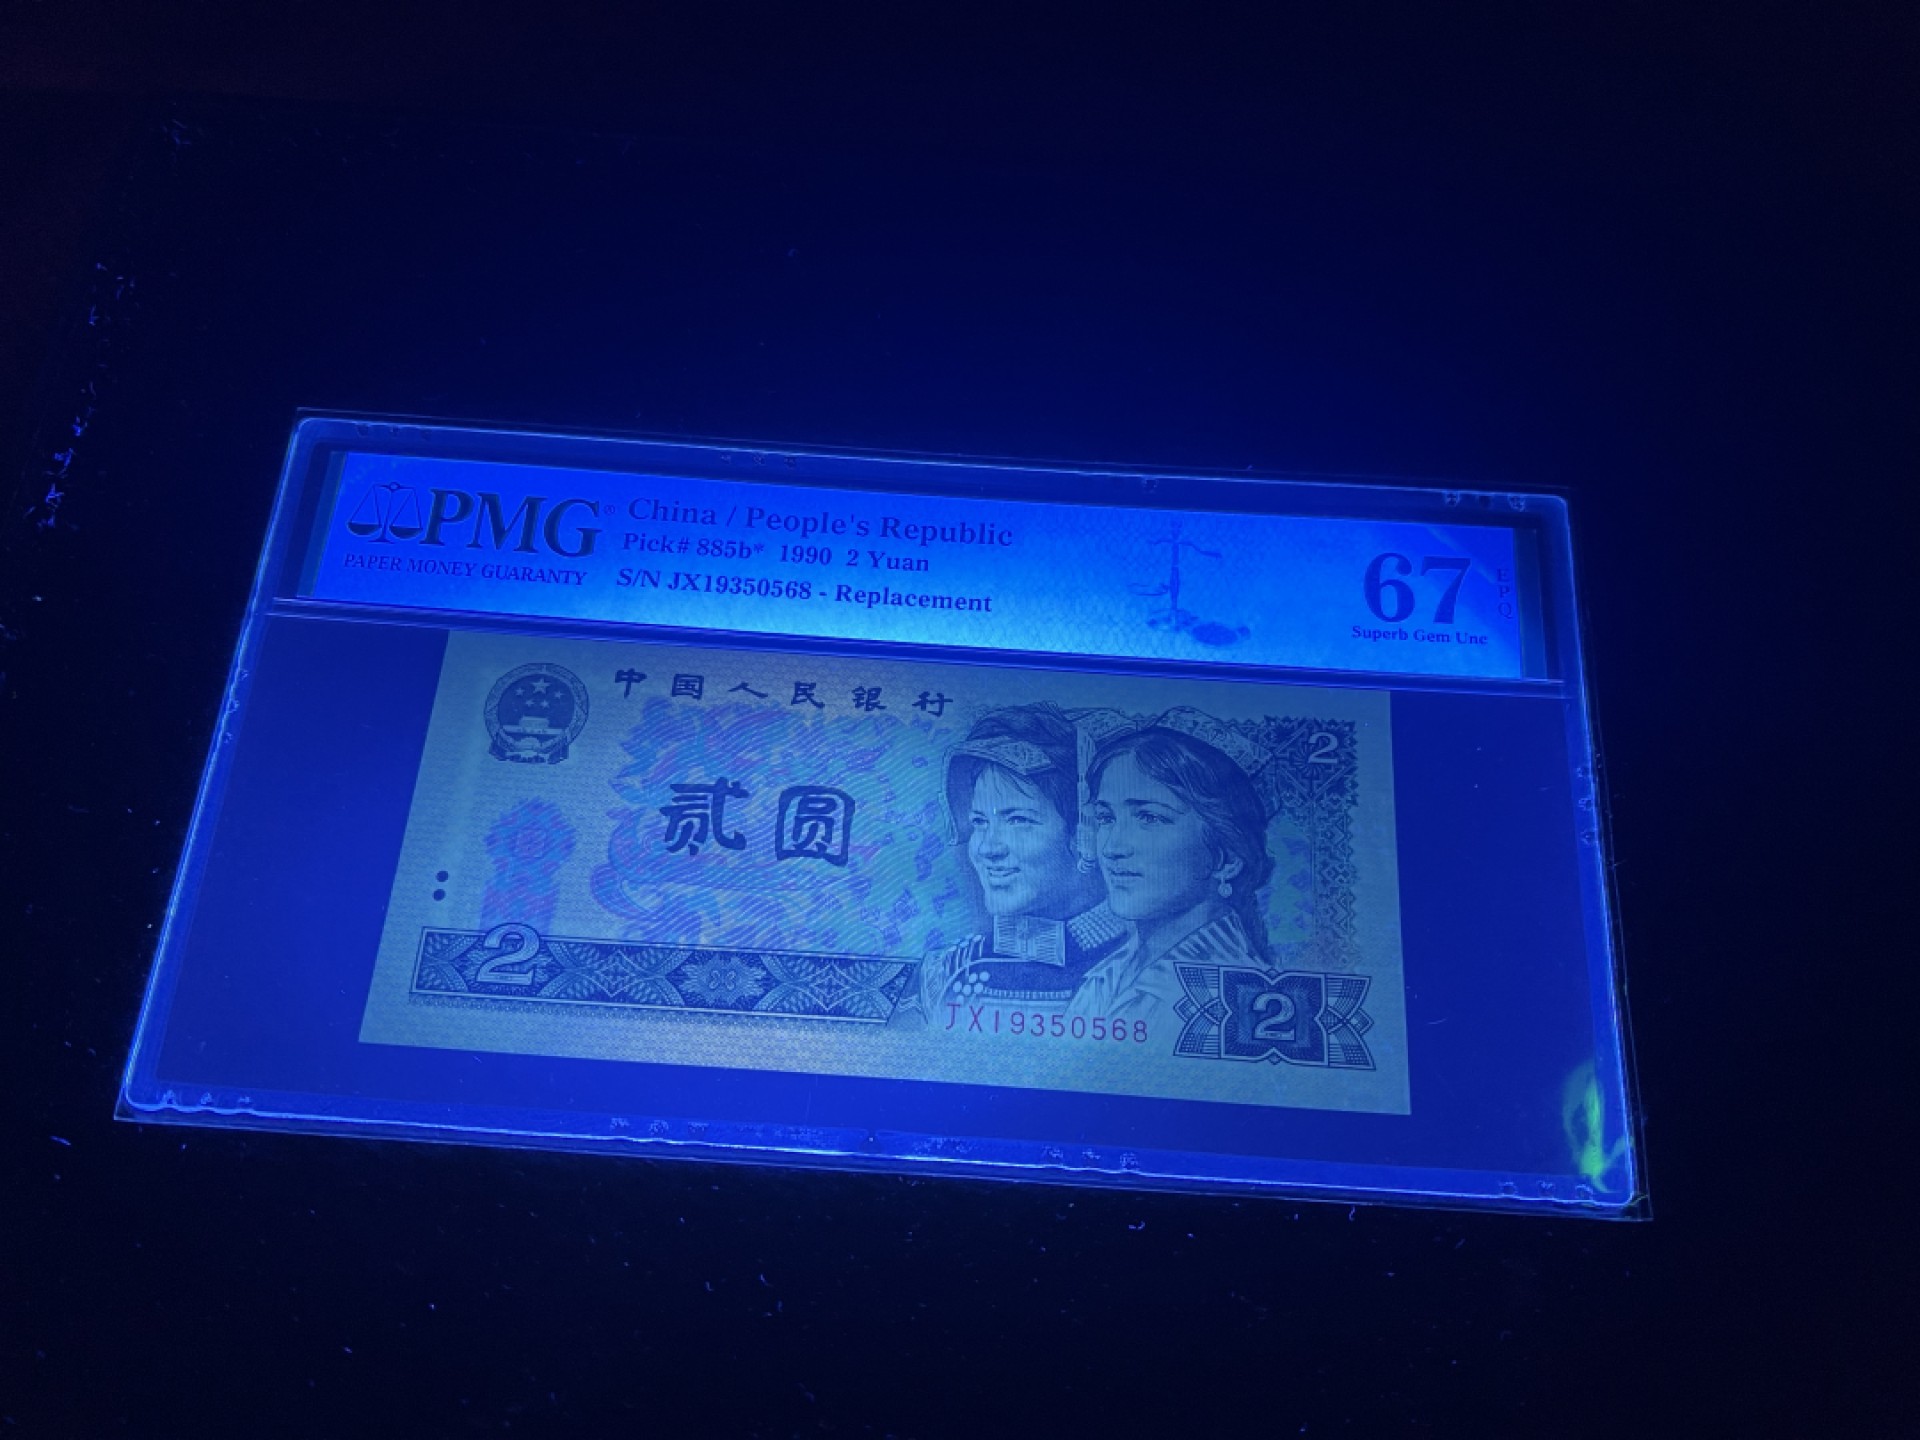 PMG®
PAPER MONEY GUARANTY
China / People's Republic
Pick# 885b* 1990 2 Yuan
S/N JX19350568 - Replacement
67
EPQ
Superb Gem Unc
中国人民银行
2
贰圆
2
JX19350568
2